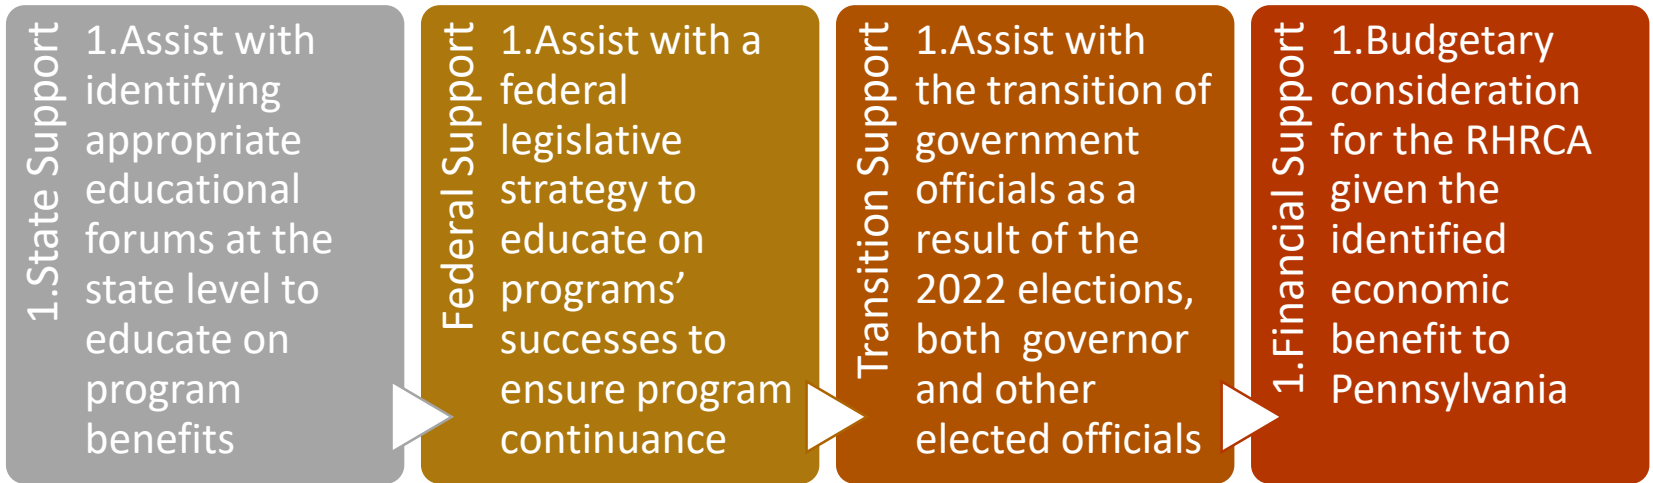 1.State Support
1.Assist with
identifying
appropriate
educational
forums at the
state level to
educate on
program
benefits
Federal Support
1.Assist with a
federal
legislative
strategy to
educate on
programs’
successes to
ensure program
continuance
Transition Support
1.Assist with
the transition of
government
officials as a
result of the
2022 elections,
both  governor
and other
elected officials
1.Financial Support
1.Budgetary
consideration
for the RHRCA
given the
identified
economic
benefit to
Pennsylvania